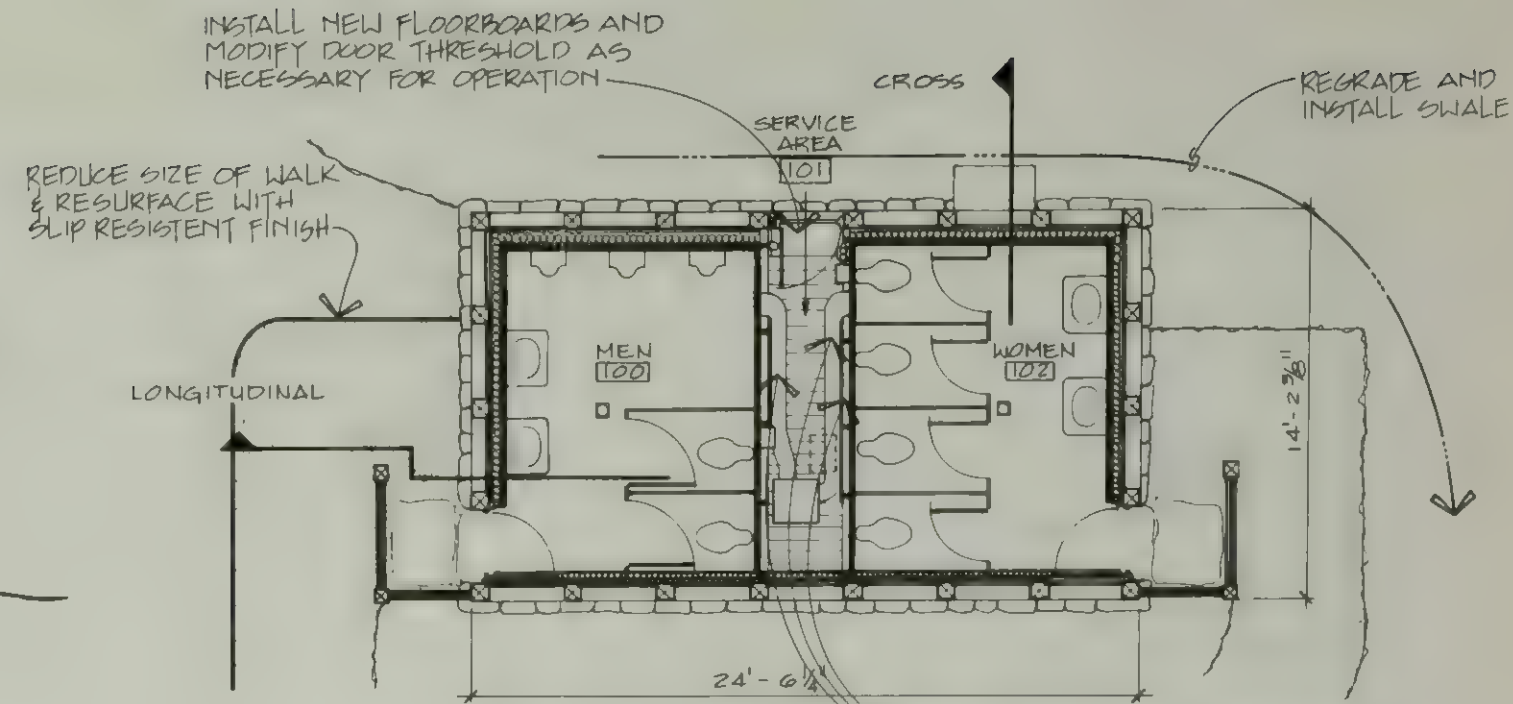 INSTALL NEW FLOORBOARDS AND
MODIFY DOOR THRESHOLD AS
NECESSARY FOR OPERATION
CROSS
REGRADE AND
INSTALL SWALE
SERVICE
AREA
101
REDUCE SIZE OF WALK
& RESURFACE WITH
SLIP RESISTENT FINISH
MEN
100
WOMEN
102
LONGITUDINAL
14'-2 3/8"
24'-6 1/4